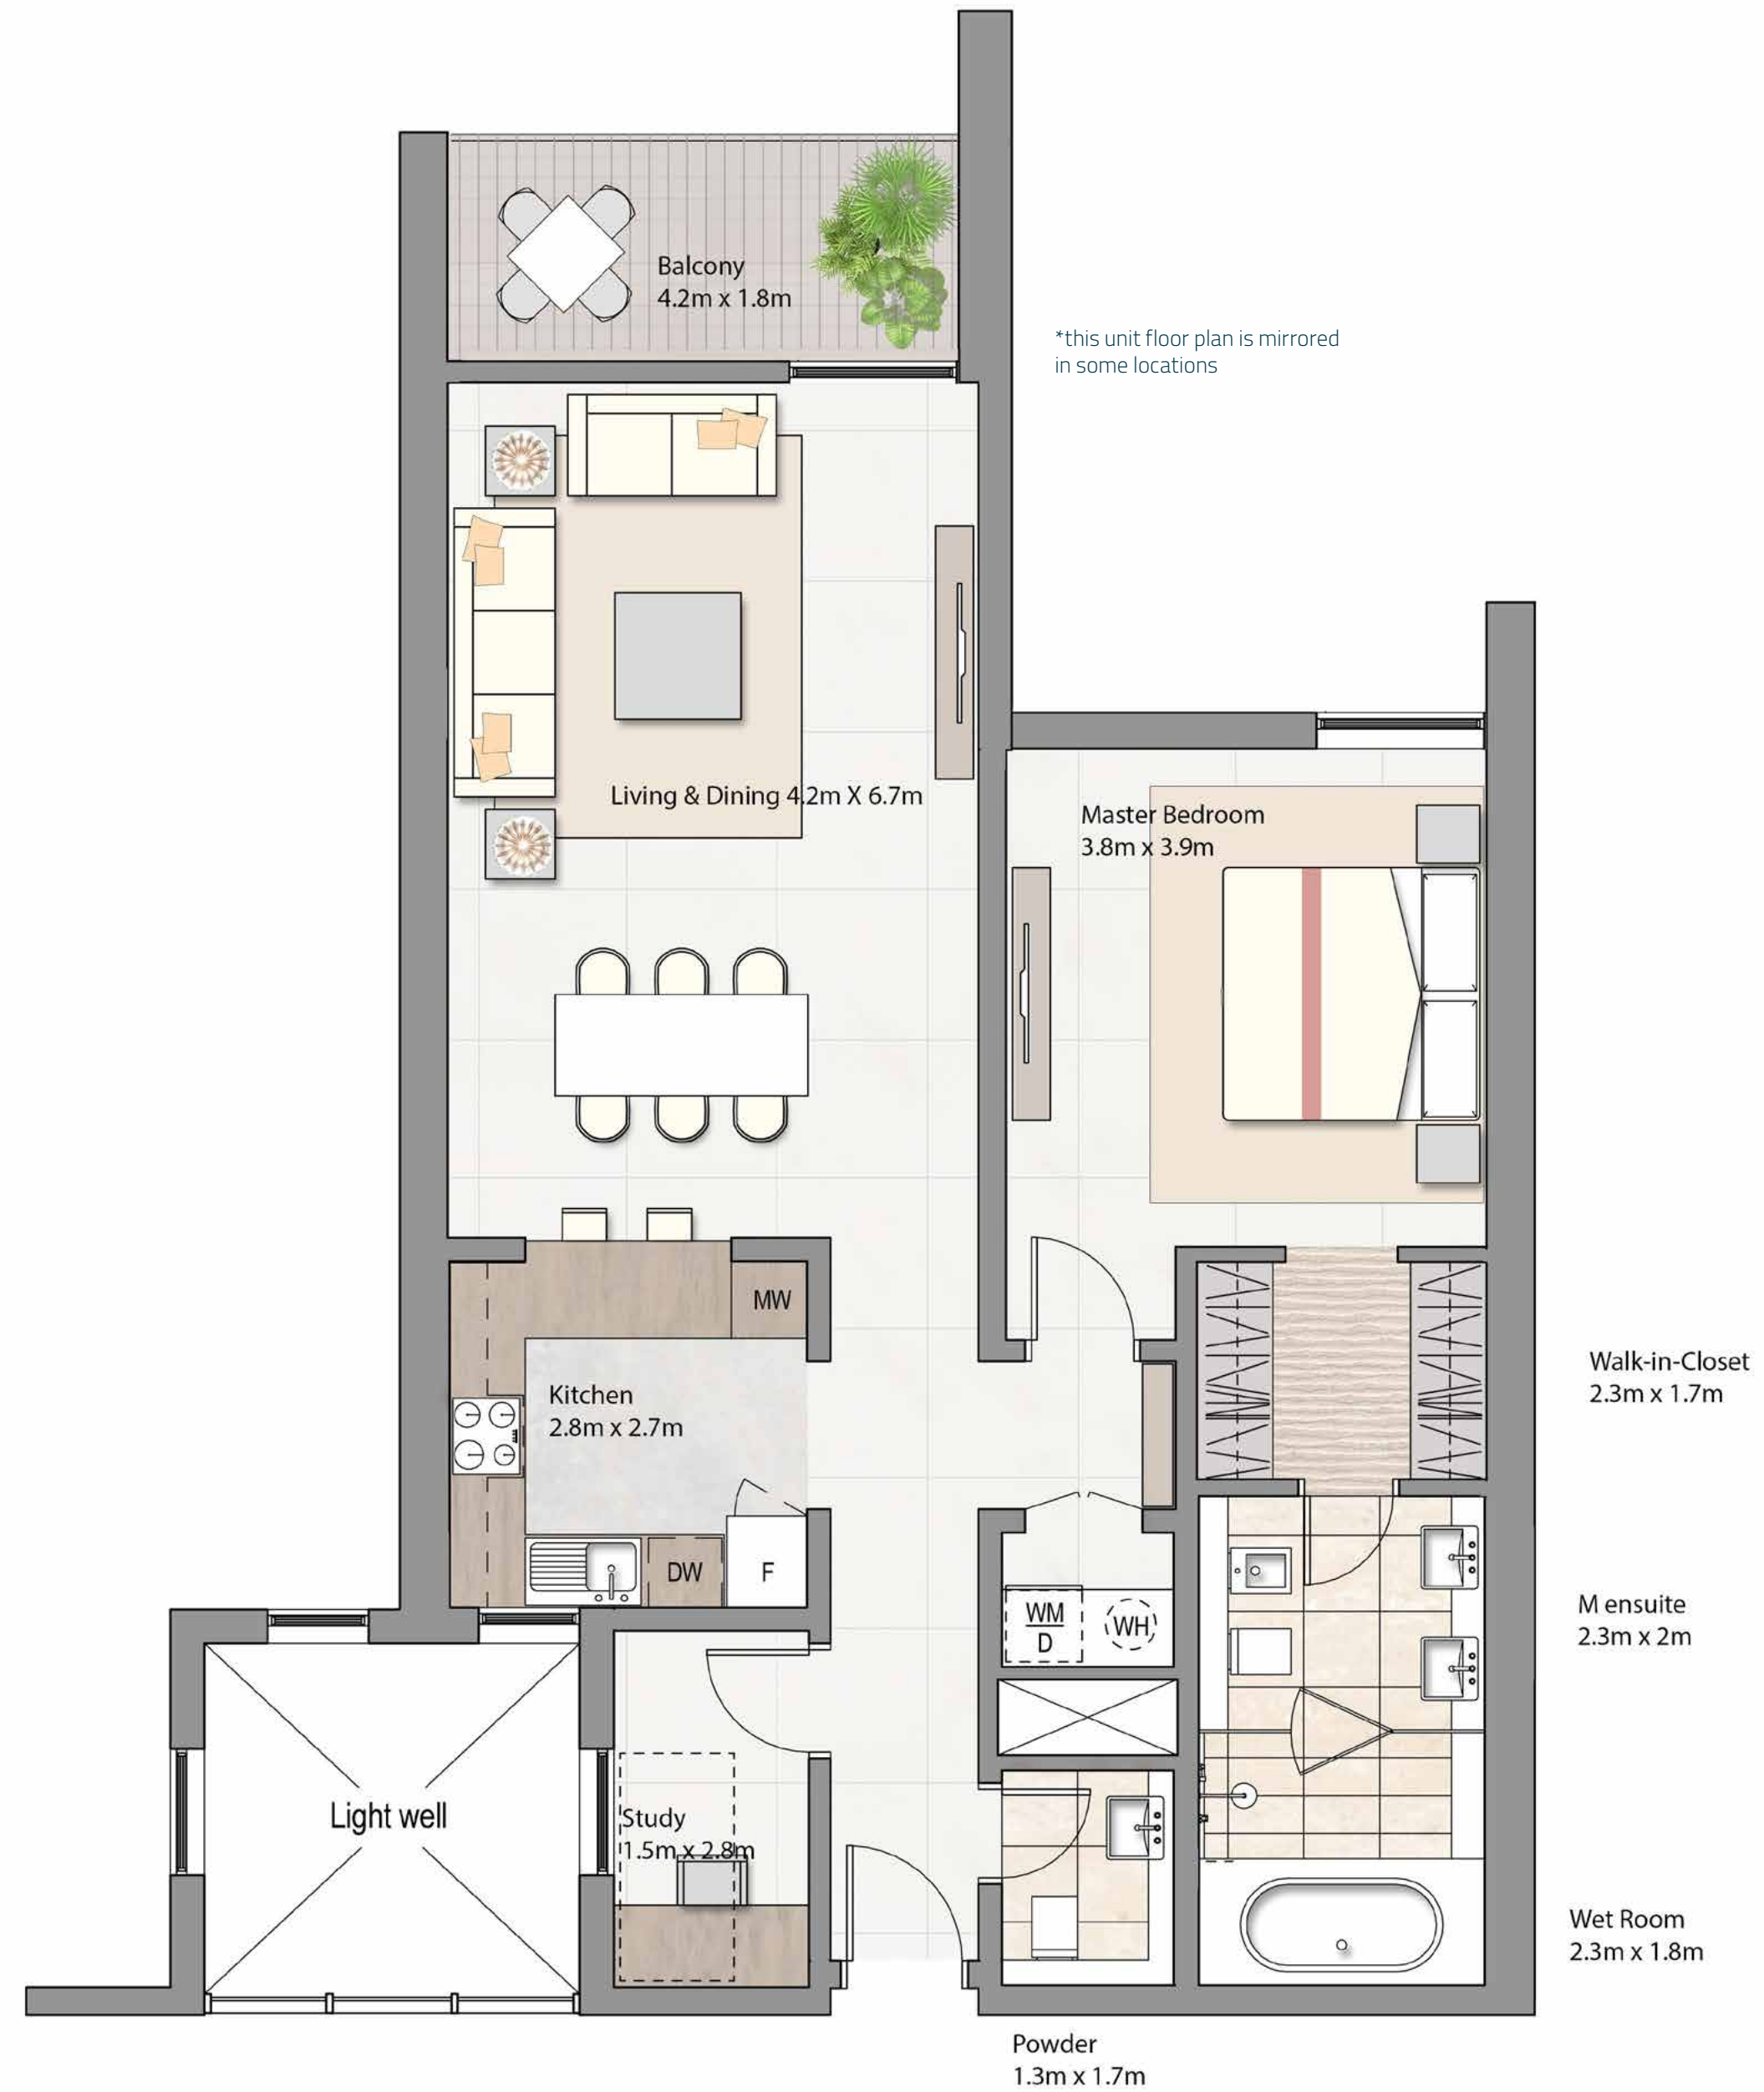 Balcony
4.2m x 1.8m
*this unit floor plan is mirrored
in some locations
Living & Dining 4.2m X 6.7m
Master Bedroom
3.8m x 3.9m
MW
Kitchen
2.8m x 2.7m
Walk-in-Closet
2.3m x 1.7m
DW
F
WM
D
WH
M ensuite
2.3m x 2m
Light well
Study
1.5m x 2.8m
Wet Room
2.3m x 1.8m
Powder
1.3m x 1.7m